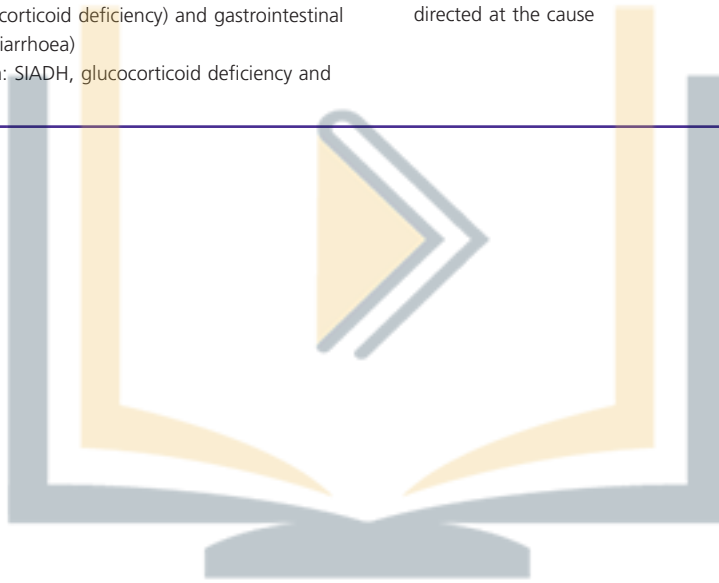 corticoid deficiency) and gastrointestinal
iarrhoea)
: SIADH, glucocorticoid deficiency and
directed at the cause